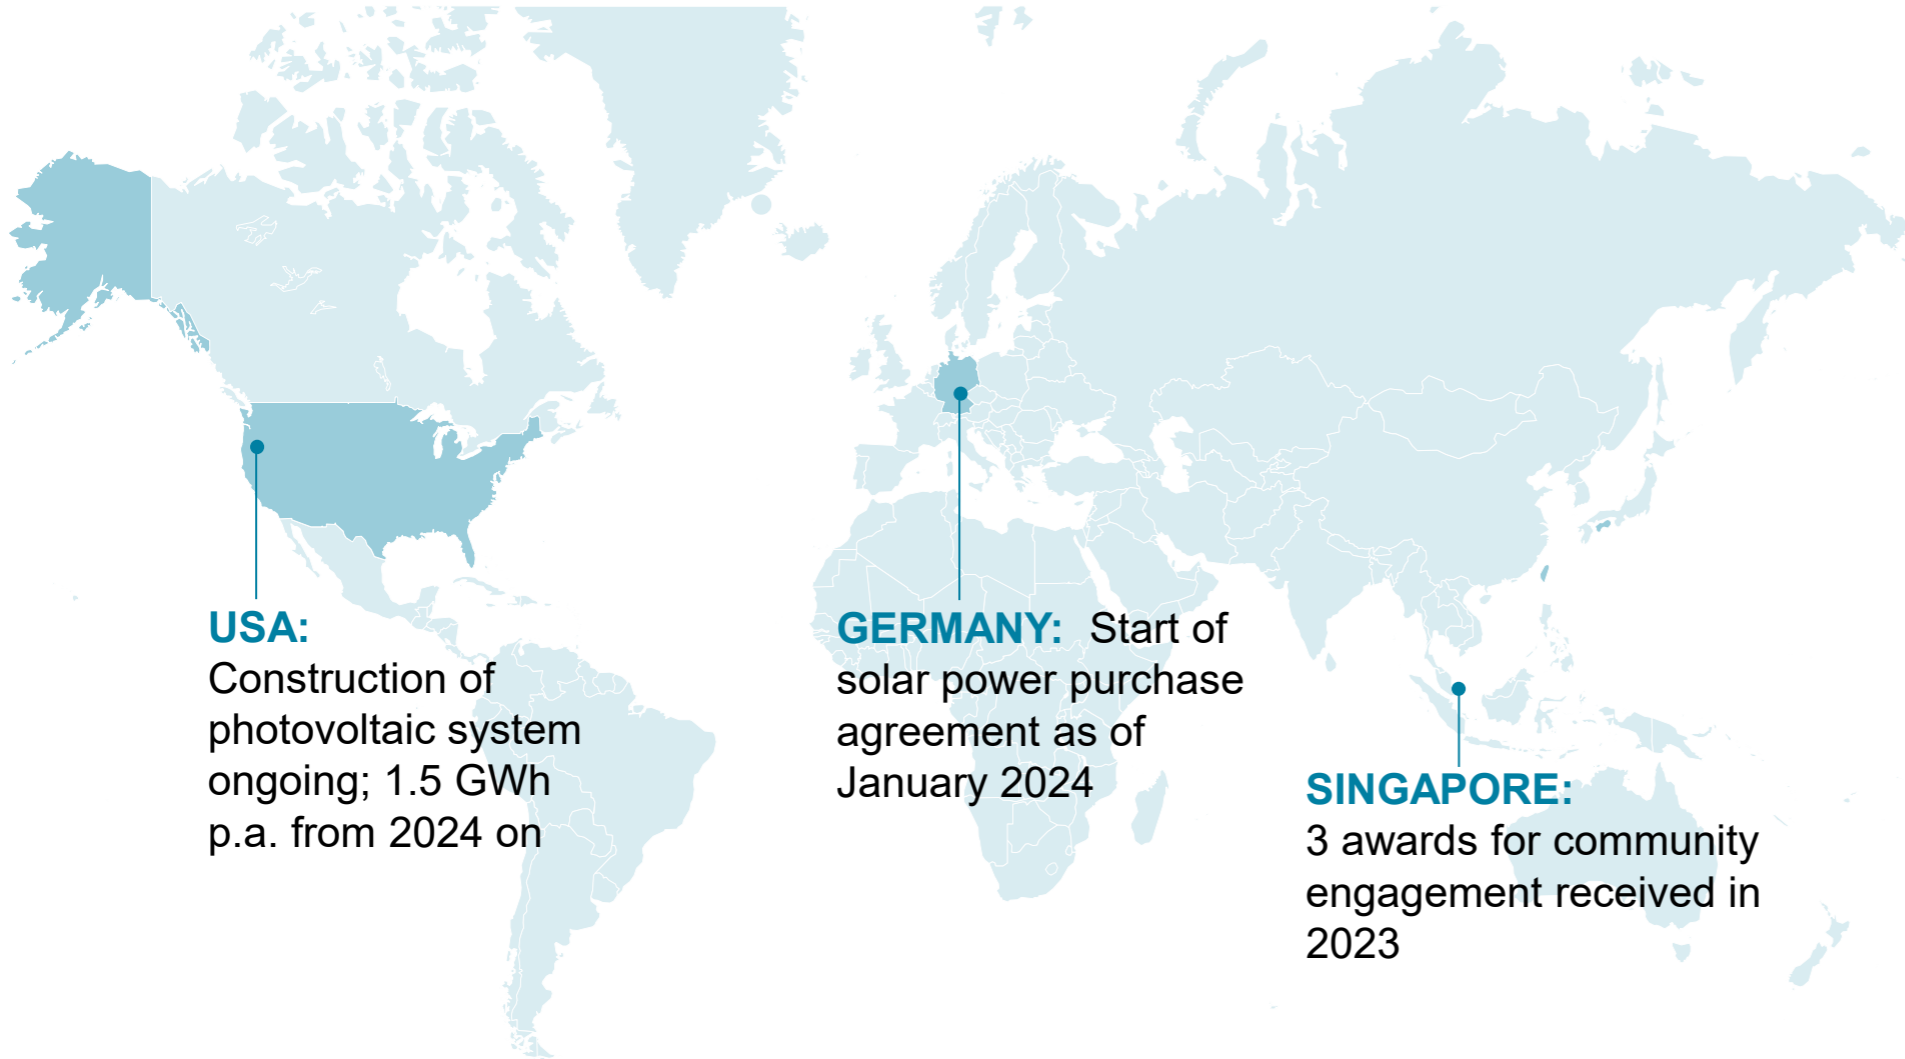 USA:
Construction of
photovoltaic system
ongoing; 1.5 GWh
p.a. from 2024 on
GERMANY: Start of
solar power purchase
agreement as of
January 2024
SINGAPORE:
3 awards for community
engagement received in
2023